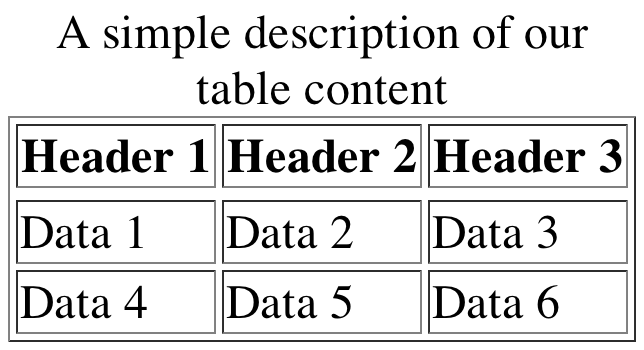 A simple description of our
table content
Header 1 Header 2 Header 3
Data 1 Data 2 Data 3
Data 4 Data 5 Data 6